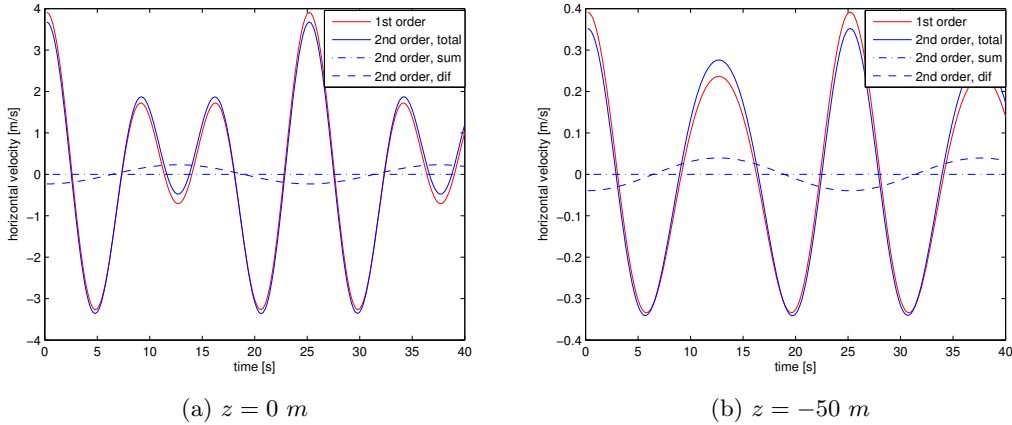 4
3
2
1
0
−1
−2
−3
−4
horizontal velocity [m/s]
1st order
2nd order, total
2nd order, sum
2nd order, dif
0 5 10 15 20 25 30 35 40
time [s]
(a) z = 0 m
0.4
0.3
0.2
0.1
0
−0.1
−0.2
−0.3
−0.4
horizontal velocity [m/s]
1st order
2nd order, total
2nd order, sum
2nd order, dif
0 5 10 15 20 25 30 35 40
time [s]
(b) z = −50 m